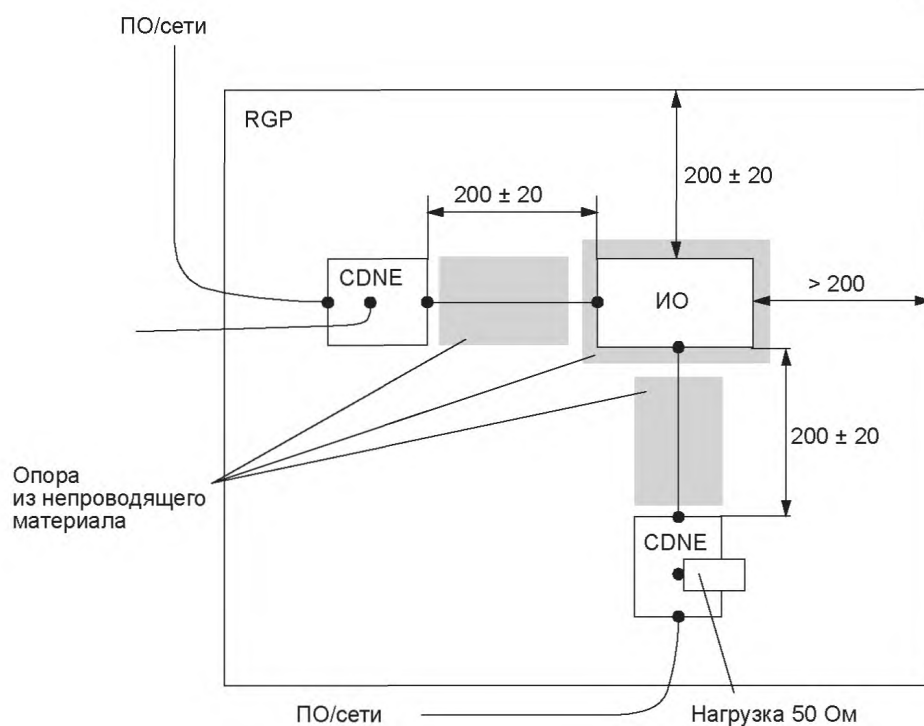 ПО/сети
RGP
200 ± 20
200 ± 20
CDNE
ИО
> 200
200 ± 20
Опора
из непроводящего
материала
CDNE
ПО/сети
Нагрузка 50 Ом